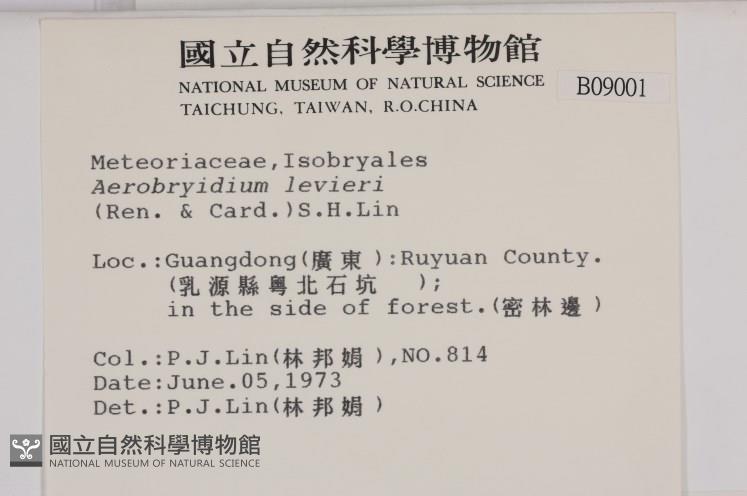 國立自然科學博物館
NATIONAL MUSEUM OF NATURAL SCIENCE
TAICHUNG, TAIWAN, R.O.CHINA
B09001
Meteoriaceae,Isobryales
Aerobryidium levieri
(Ren. & Card.)S.H.Lin
Loc.:Guangdong(廣東):Ruyuan County.
(乳源縣粵北石坑 );
in the side of forest.(密林邊)
Col.:P.J.Lin(林邦娟),NO.814
Date:June.05,1973
Det.:P.J.Lin(林邦娟)
國立自然科學博物館
NATIONAL MUSEUM OF NATURAL SCIENCE